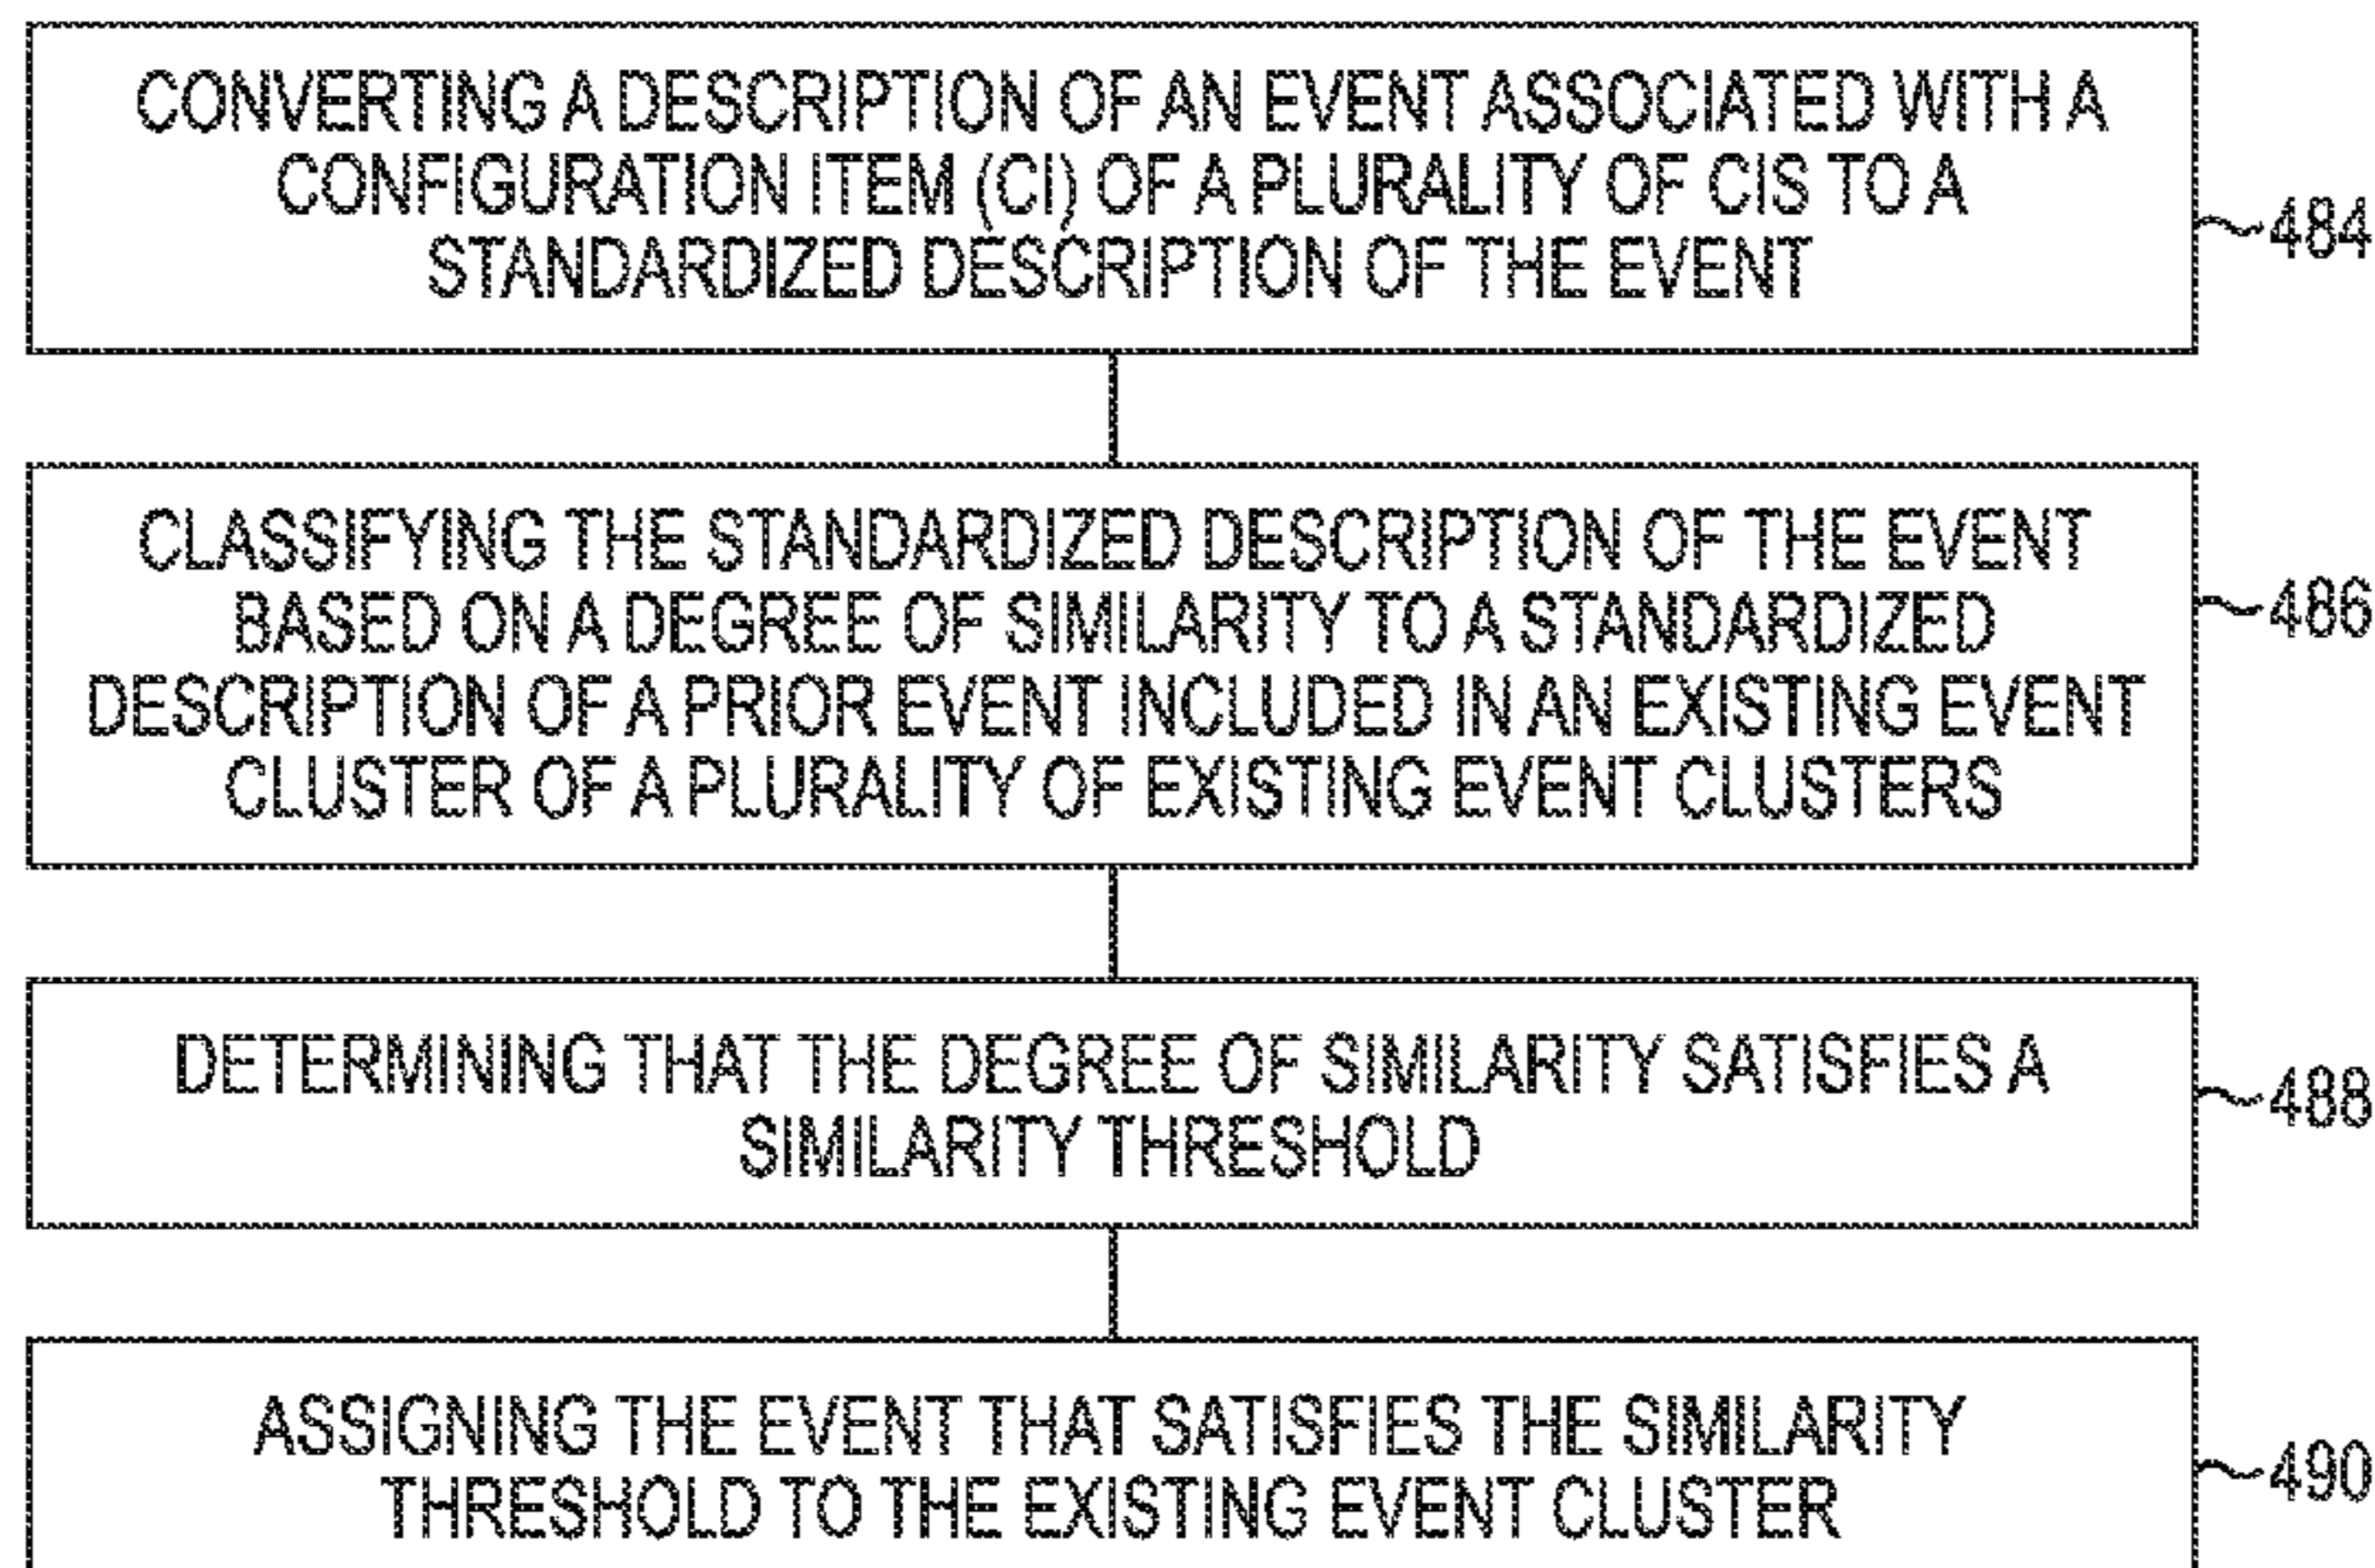 CONVERTING A DESCRIPTION OF AN EVENT ASSOCIATED WITH A
CONFIGURATION ITEM (CI) OF A PLURALITY OF CIS TO A
STANDARDIZED DESCRIPTION OF THE EVENT
484
CLASSIFYING THE STANDARDIZED DESCRIPTION OF THE EVENT
BASED ON A DEGREE OF SIMILARITY TO A STANDARDIZED
DESCRIPTION OF A PRIOR EVENT INCLUDED IN AN EXISTING EVENT
CLUSTER OF A PLURALITY OF EXISTING EVENT CLUSTERS
486
DETERMINING THAT THE DEGREE OF SIMILARITY SATISFIES A
SIMILARITY THRESHOLD
488
ASSIGNING THE EVENT THAT SATISFIES THE SIMILARITY
THRESHOLD TO THE EXISTING EVENT CLUSTER
490